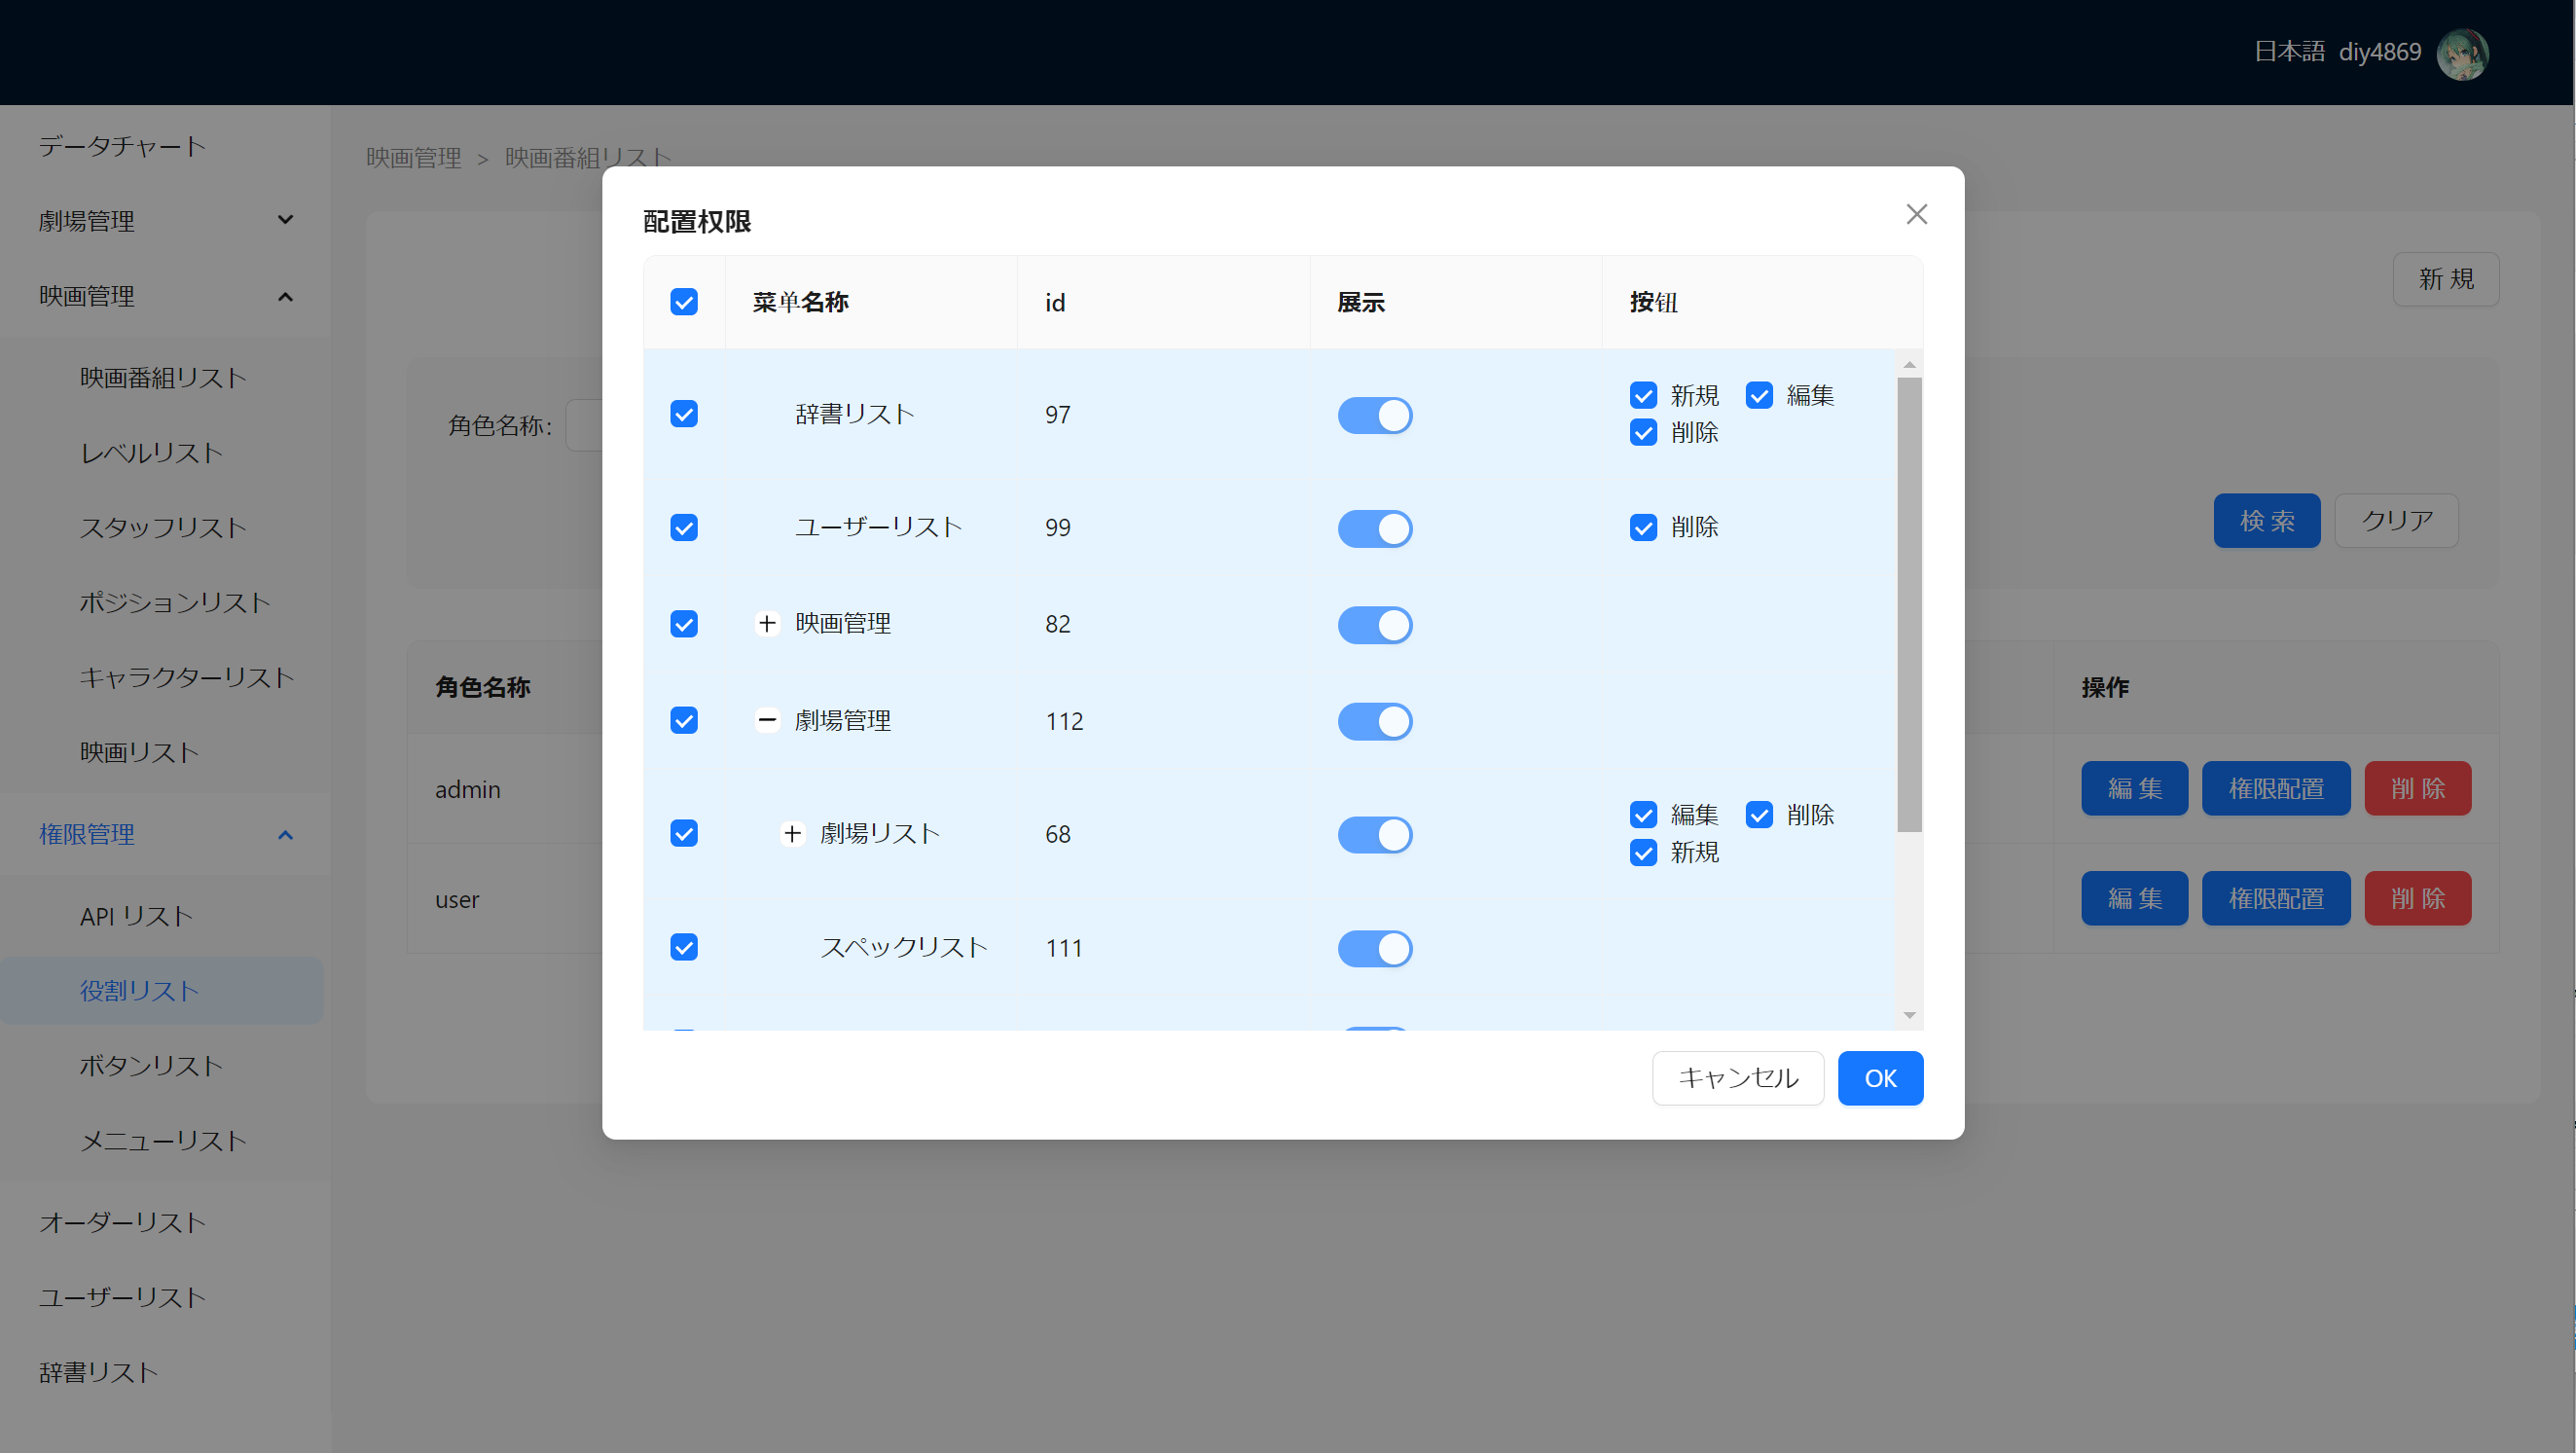 日本語 diy4869
データチャート
劇場管理
映画管理
映画番組リスト
レベルリスト
スタッフリスト
ポジションリスト
キャラクターリスト
映画リスト
権限管理
API リスト
役割リスト
ボタンリスト
メニューリスト
オーダーリスト
ユーザーリスト
辞書リスト
映画管理 > 映画番組リスト
新 規
角色名称:
検 索 クリア
角色名称 操作
admin 編 集 権限配置 削 除
user 編 集 権限配置 削 除
配置权限
菜单名称 id 展示 按钮
辞書リスト 97 新規 編集
削除
ユーザーリスト 99 削除
映画管理 82
劇場管理 112
劇場リスト 68 編集 削除
新規
スペックリスト 111
キャンセル OK